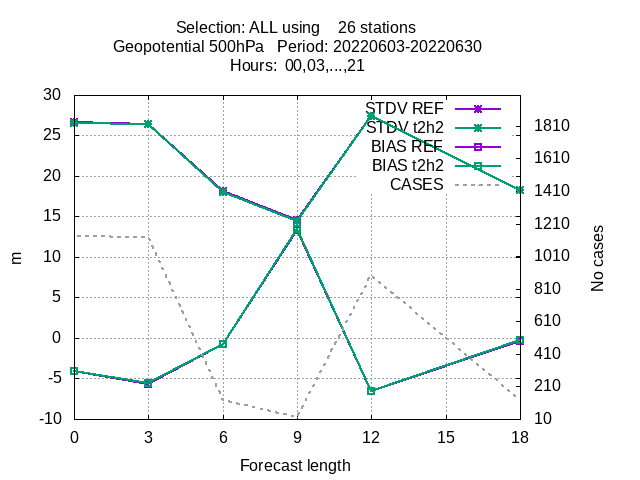 Selection: ALL using    26 stations
Geopotential 500hPa   Period: 20220603-20220630
Hours:  00,03,...,21
STDV REF
STDV t2h2
BIAS REF
BIAS t2h2
CASES
30
25
20
15
10
5
0
-5
-10
m
1810
1610
1410
1210
1010
810
610
410
210
10
No cases
0 3 6 9 12 15 18
Forecast length